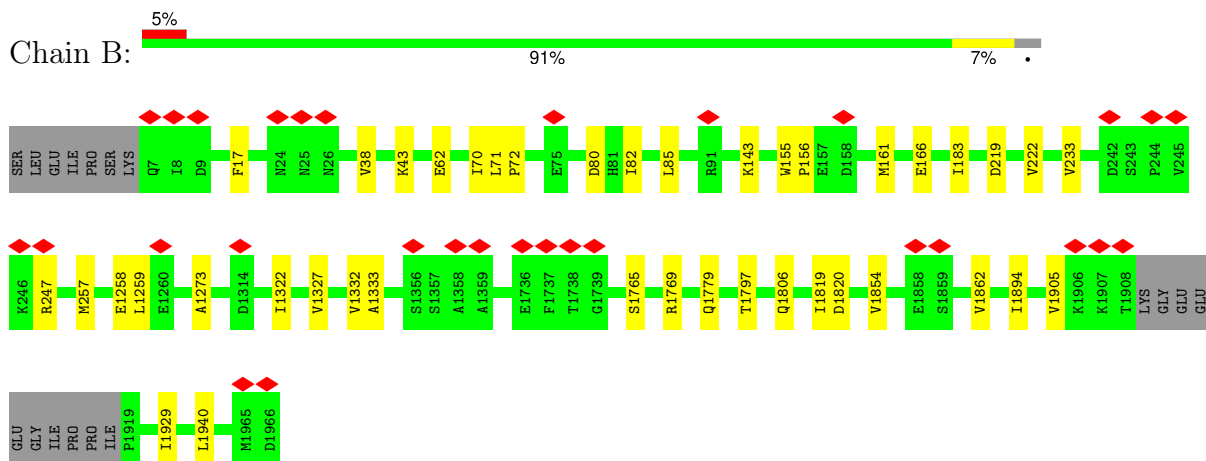 5%
Chain B:
91% 7% •
SER LEU GLU ILE PRO SER LYS Q7 I8 D9 F17 N24 N25 N26 V38 K43 E62 I70 L71 P72 E75 D80 H81 I82 L85 R91 K143 W155 P156 E157 D158 M161 E166 I183 D219 V222 V233 D242 S243 P244 V245
K246 R247 M257 E1258 L1259 E1260 A1273 D1314 I1322 V1327 V1332 A1333 S1356 S1357 A1358 A1359 E1736 F1737 T1738 G1739 S1765 R1769 Q1779 T1797 Q1806 I1819 D1820 V1854 E1858 S1859 V1862 I1894 V1905 K1906 K1907 T1908 LYS GLY GLU GLU
GLU GLY ILE PRO PRO ILE P1919 I1929 L1940 M1965 D1966